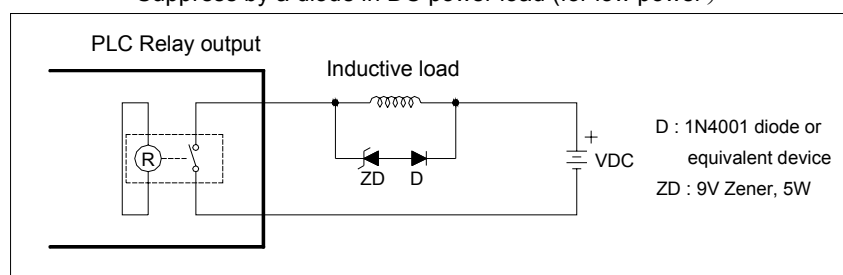 Suppress by a diode in DC power load (for low power)
PLC Relay output
Inductive load
R
ZD D
+
VDC
D : 1N4001 diode or
equivalent device
ZD : 9V Zener, 5W